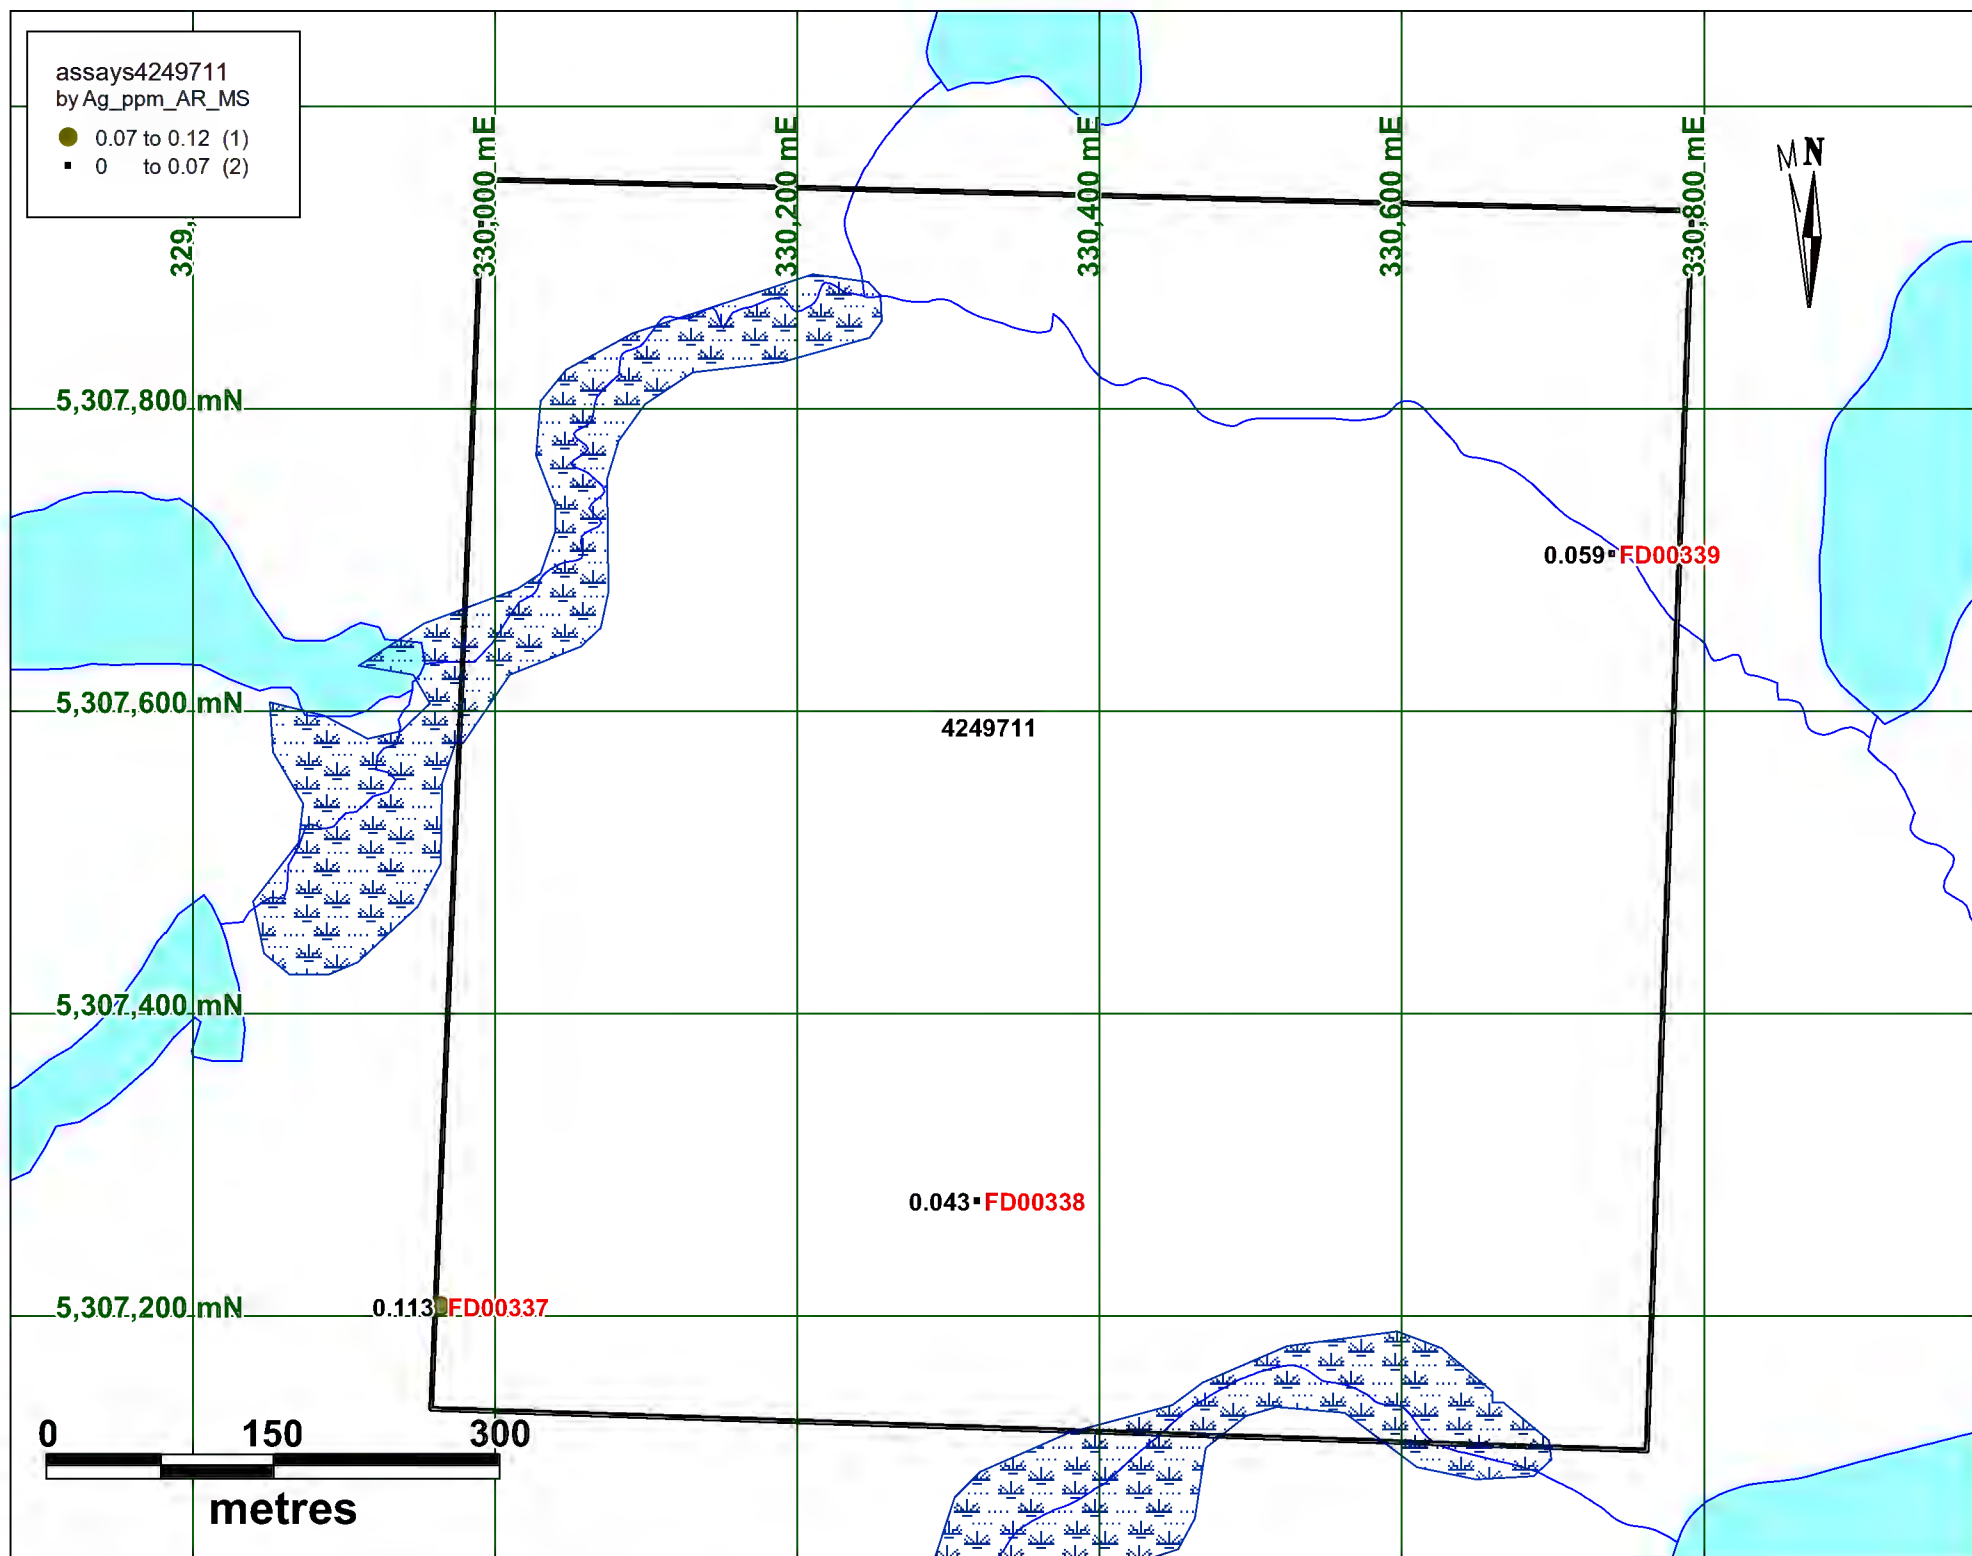 assays4249711
by Ag_ppm_AR_MS
0.07 to 0.12 (1)
0 to 0.07 (2)
329,
330,000 mE
330,200 mE
330,400 mE
330,600 mE
330,800 mE
M N
5,307,800 mN
0.059 FD00339
5,307,600 mN
4249711
5,307,400 mN
0.043 FD00338
5,307,200 mN
0.113 FD00337
0 150 300
metres